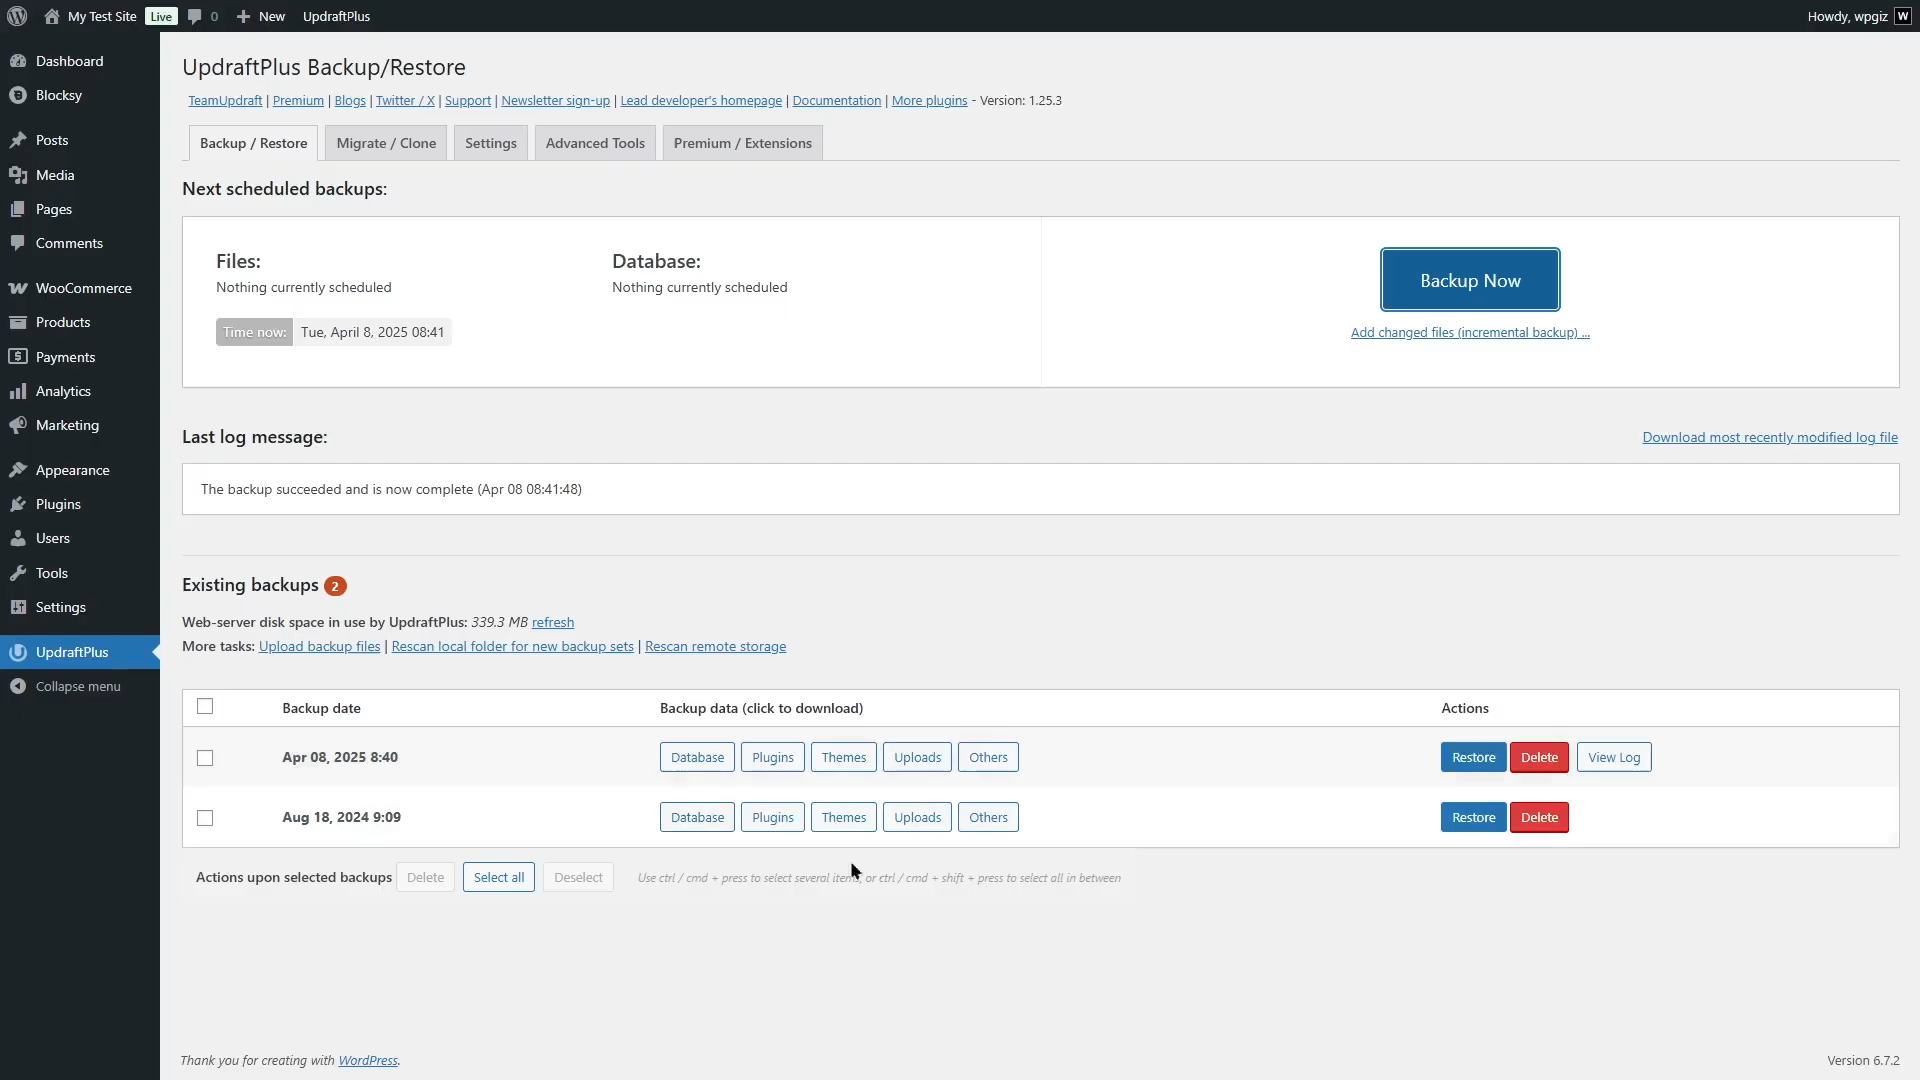 My Test Site Live 0 New UpdraftPlus Howdy, wpgiz W
Dashboard
Blocksy
Posts
Media
Pages
Comments
WooCommerce
Products
Payments
Analytics
Marketing
Appearance
Plugins
Users
Tools
Settings
UpdraftPlus
Collapse menu
UpdraftPlus Backup/Restore
TeamUpdraft | Premium | Blogs | Twitter / X | Support | Newsletter sign-up | Lead developer's homepage | Documentation | More plugins - Version: 1.25.3
Backup / Restore Migrate / Clone Settings Advanced Tools Premium / Extensions
Next scheduled backups:
Files:
Nothing currently scheduled
Database:
Nothing currently scheduled
Time now: Tue, April 8, 2025 08:41
Backup Now
Add changed files (incremental backup) ...
Last log message:
Download most recently modified log file
The backup succeeded and is now complete (Apr 08 08:41:48)
Existing backups 2
Web-server disk space in use by UpdraftPlus: 339.3 MB refresh
More tasks: Upload backup files | Rescan local folder for new backup sets | Rescan remote storage
Backup date Backup data (click to download) Actions
Apr 08, 2025 8:40 Database Plugins Themes Uploads Others Restore Delete View Log
Aug 18, 2024 9:09 Database Plugins Themes Uploads Others Restore Delete
Actions upon selected backups Delete Select all Deselect Use ctrl / cmd + press to select several items, or ctrl / cmd + shift + press to select all in between
Thank you for creating with WordPress.
Version 6.7.2